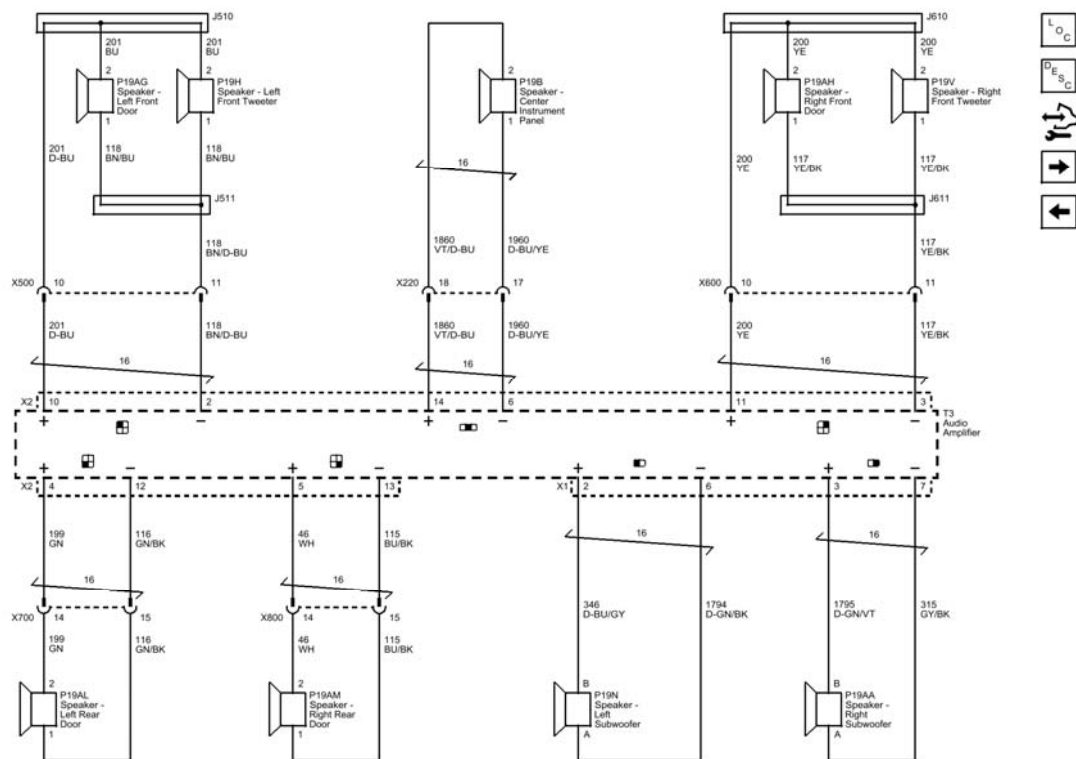 J510
J610
LOC
201
BU
201
BU
200
YE
200
YE
2
P19AG
Speaker -
Left Front
Door
1
2
P19H
Speaker - Left
Front Tweeter
1
2
P19B
Speaker -
Center
Instrument
Panel
1
2
P19AH
Speaker -
Right Front
Door
1
2
P19V
Speaker - Right
Front Tweeter
1
DESC
201
D-BU
118
BN/BU
118
BN/BU
16
200
YE
117
YE/BK
117
YE/BK
J511
J611
118
BN/D-BU
1860
VT/D-BU
1960
D-BU/YE
117
YE/BK
X500 10 11
X220 18 17
X600 10 11
201
D-BU
118
BN/D-BU
1860
VT/D-BU
1960
D-BU/YE
200
YE
117
YE/BK
16
16
16
X2 10 2 14 6 11 3
+ − + − + −
T3
Audio
Amplifier
+ − + − + − + −
X2 4 12 5 13 X1 2 6 3 7
199
GN
116
GN/BK
46
WH
115
BU/BK
16
16
16
16
346
D-BU/GY
1794
D-GN/BK
1795
D-GN/VT
315
GY/BK
X700 14 15
X800 14 15
199
GN
116
GN/BK
46
WH
115
BU/BK
2
P19AL
Speaker -
Left Rear
Door
1
2
P19AM
Speaker -
Right Rear
Door
1
B
P19N
Speaker -
Left
Subwoofer
A
B
P19AA
Speaker -
Right
Subwoofer
A